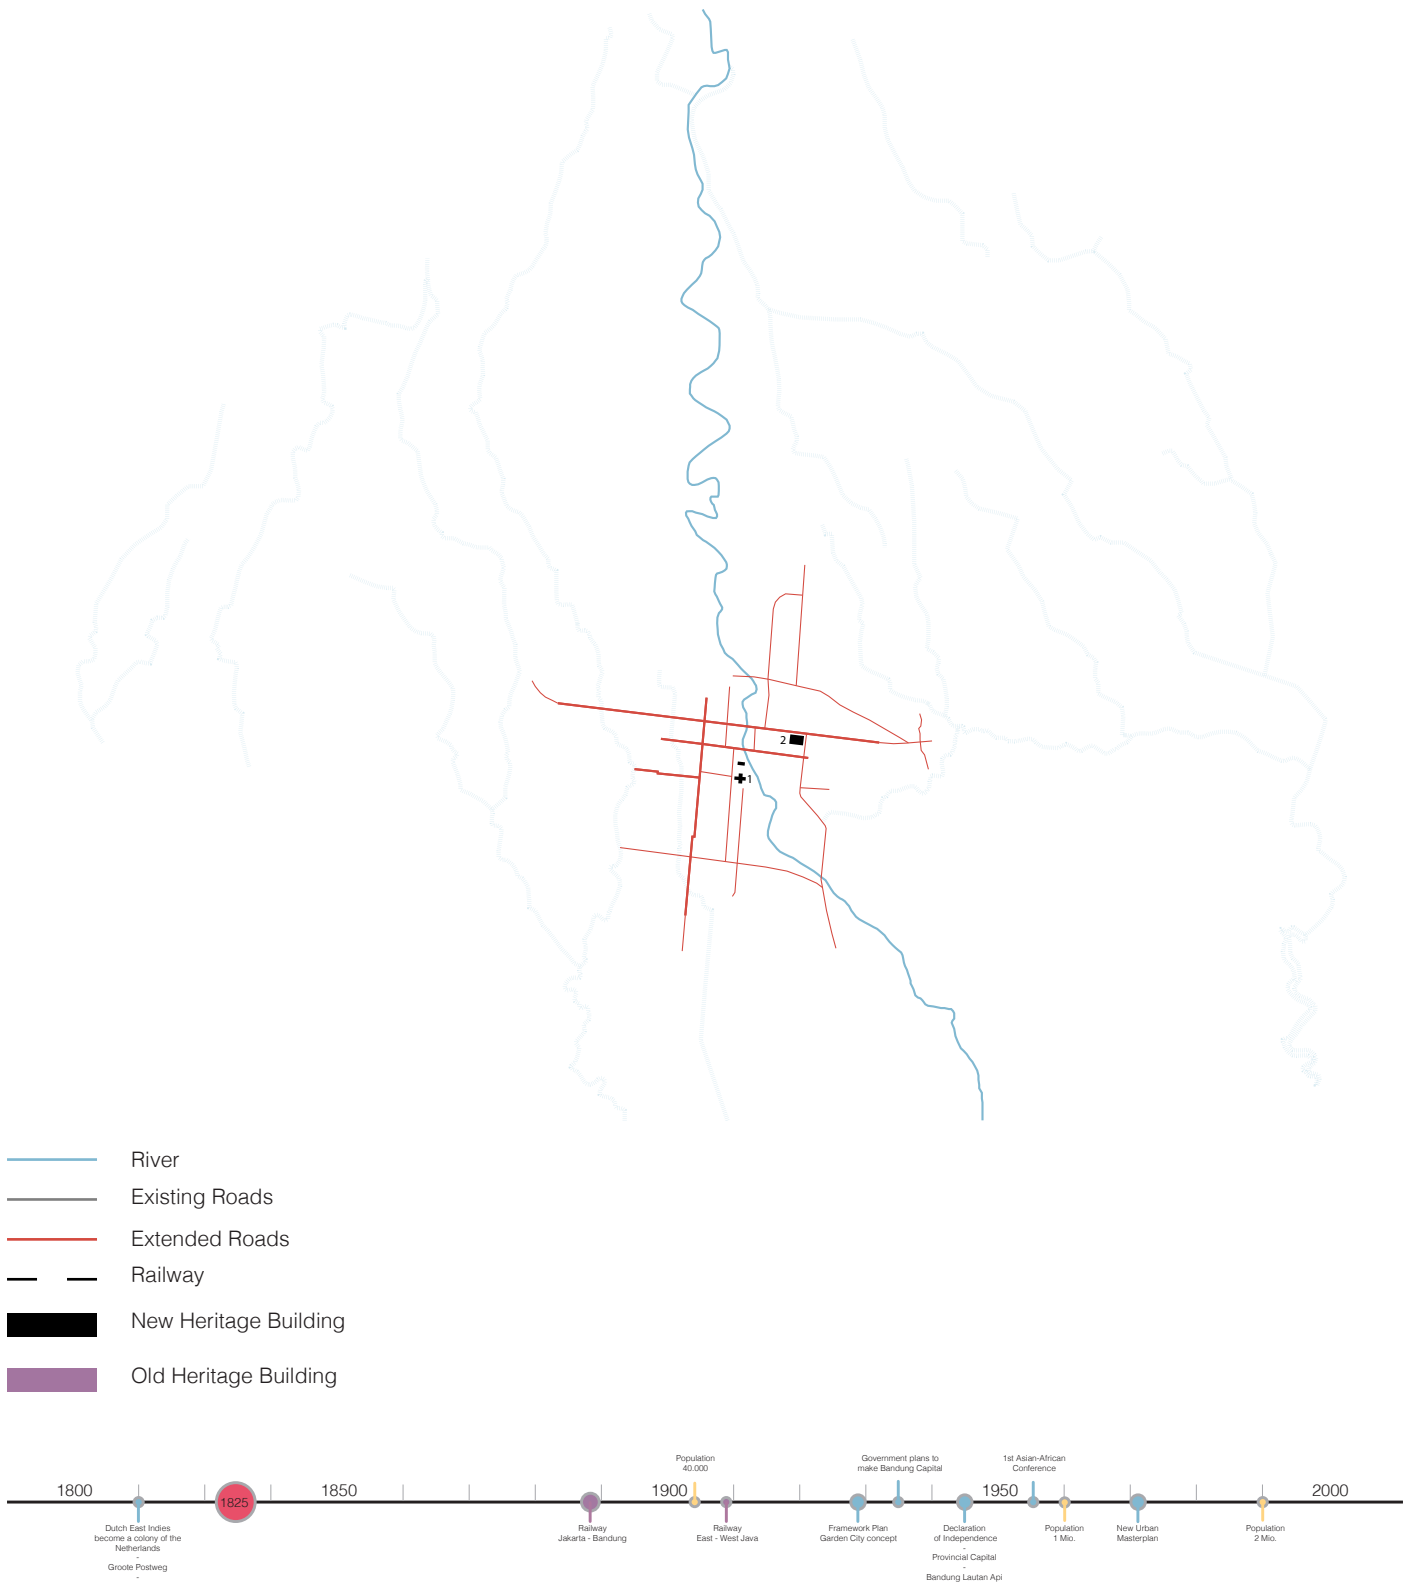 2
1
River
Existing Roads
Extended Roads
Railway
New Heritage Building
Old Heritage Building
Population
40.000
Government plans to
make Bandung Capital
1st Asian-African
Conference
1800
1825
1850
1900
1950
2000
Dutch East Indies
become a colony of the
Netherlands
-
Groote Postweg
-
Railway
Jakarta - Bandung
Railway
East - West Java
Framework Plan
Garden City concept
Declaration
of Independence
-
Provincial Capital
-
Bandung Lautan Api
Population
1 Mio.
New Urban
Masterplan
Population
2 Mio.